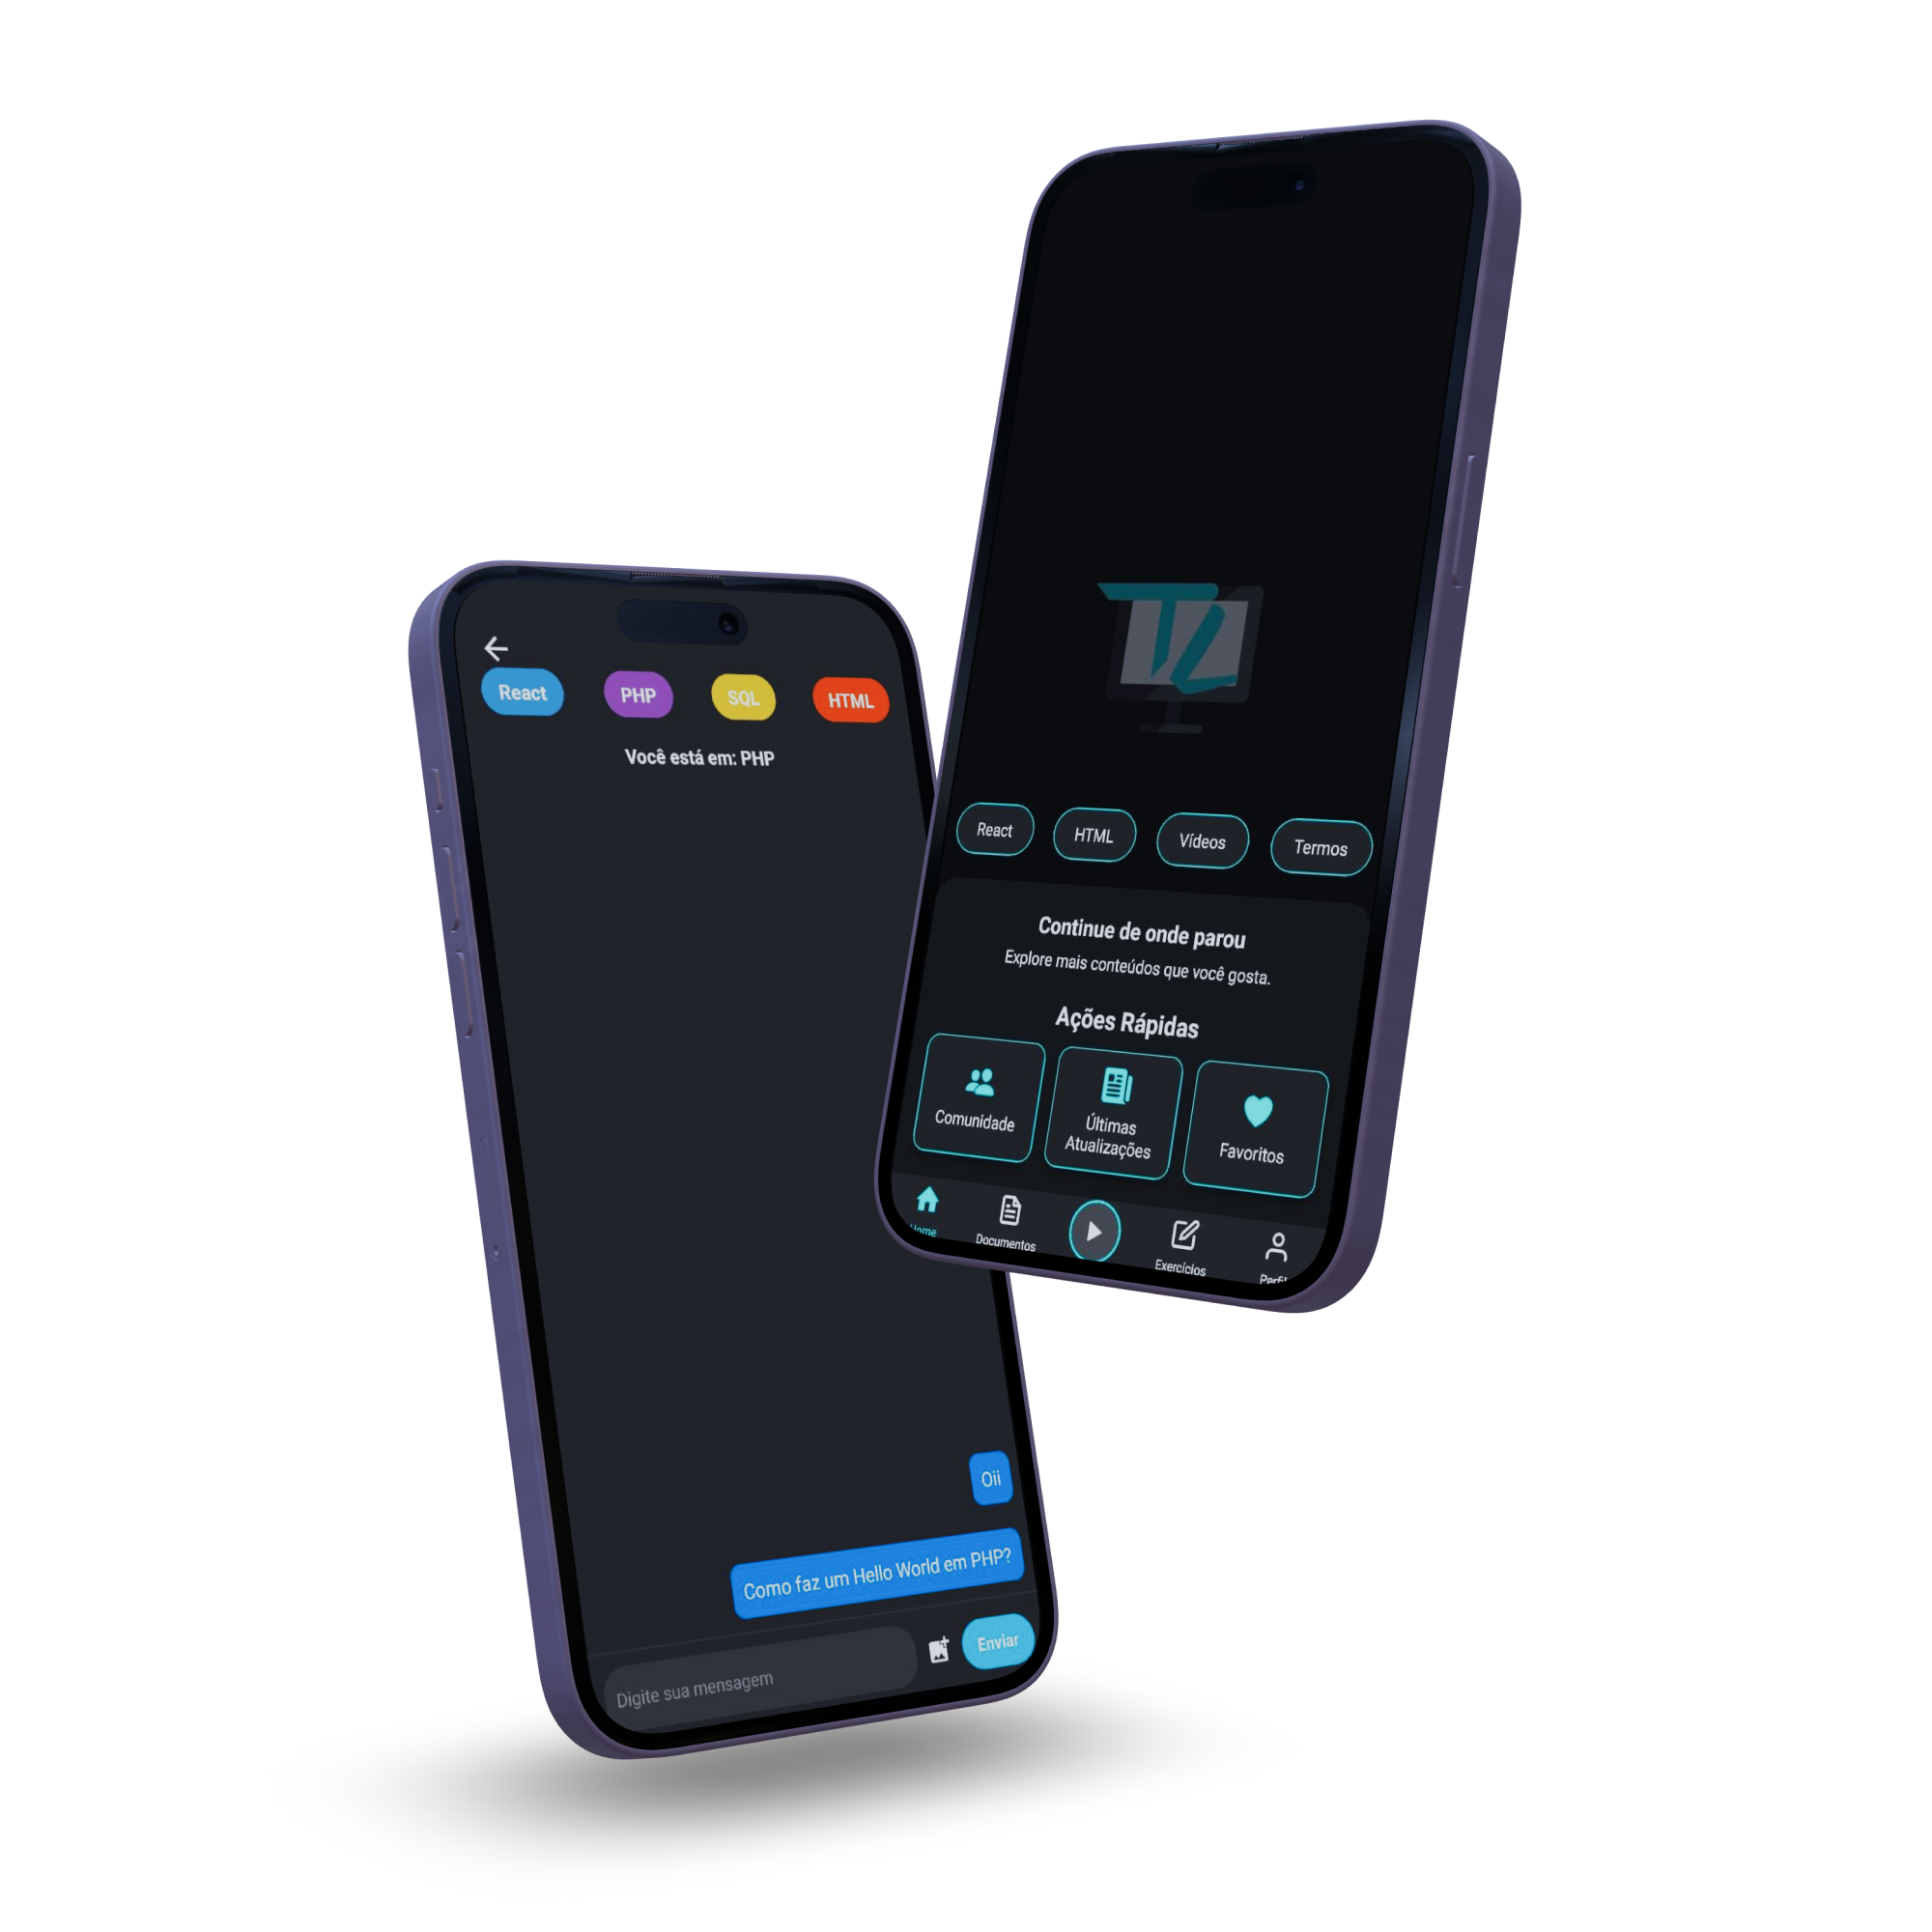 React
PHP
SQL
HTML
Você está em: PHP
Oii
Como faz um Hello World em PHP?
Digite sua mensagem
Enviar
TL
React
HTML
Vídeos
Termos
Continue de onde parou
Explore mais conteúdos que você gosta.
Ações Rápidas
Comunidade
Últimas
Atualizações
Favoritos
Home
Documentos
Exercícios
Perfil